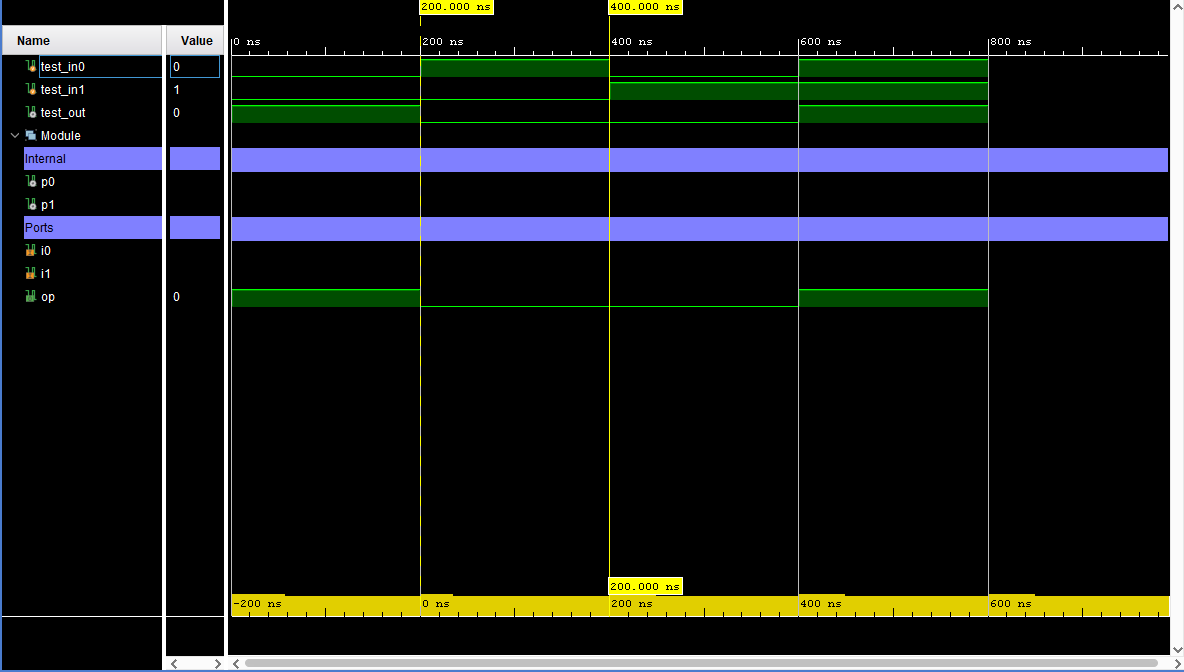 200.000 ns 400.000 ns
Name Value
0 ns 200 ns 400 ns 600 ns 800 ns
test_in0 0
test_in1 1
test_out 0
Module
Internal
p0
p1
Ports
i0
i1
op 0
200.000 ns
-200 ns 0 ns 200 ns 400 ns 600 ns